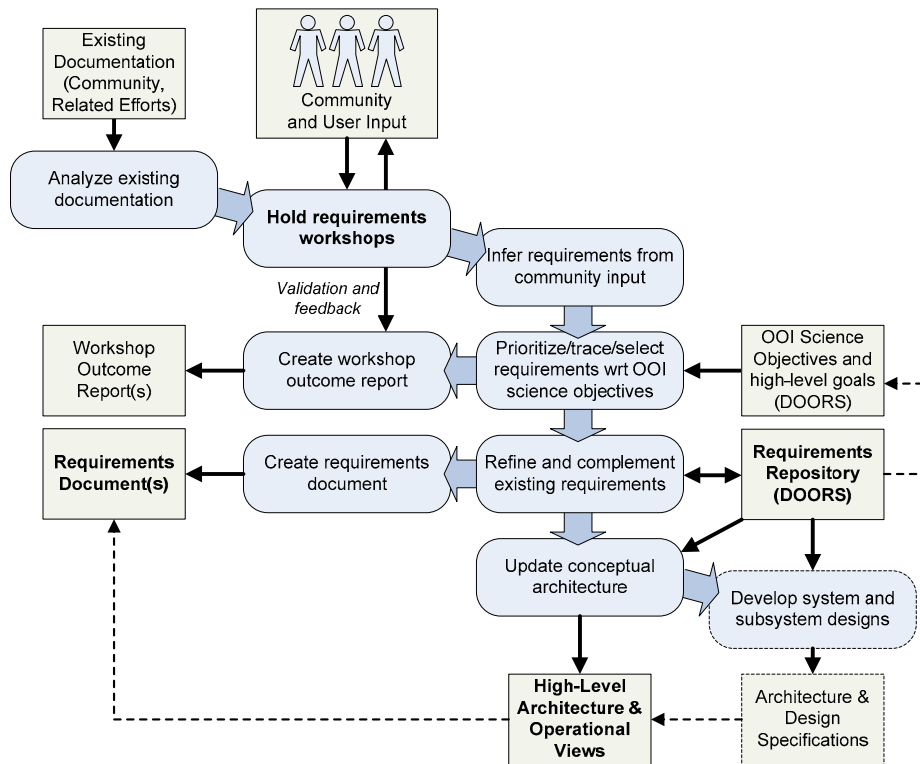 Existing
Documentation
(Community,
Related Efforts)
Community
and User Input
Analyze existing
documentation
Hold requirements
workshops
Infer requirements from
community input
Validation and
feedback
Workshop
Outcome
Report(s)
Create workshop
outcome report
Prioritize/trace/select
requirements wrt OOI
science objectives
OOI Science
Objectives and
high-level goals
(DOORS)
Requirements
Document(s)
Create requirements
document
Refine and complement
existing requirements
Requirements
Repository
(DOORS)
Update conceptual
architecture
Develop system and
subsystem designs
High-Level
Architecture &
Operational
Views
Architecture &
Design
Specifications